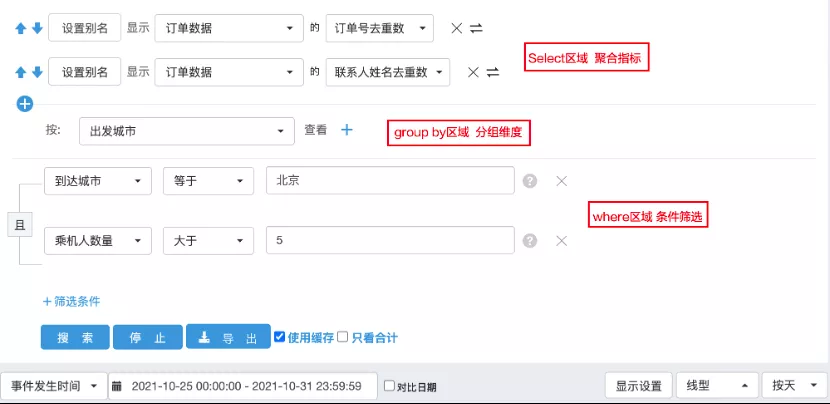 设置别名 显示 订单数据 的 订单号去重数
Select区域 聚合指标
设置别名 显示 订单数据 的 联系人姓名去重数
按: 出发城市 查看
group by区域 分组维度
到达城市 等于 北京
where区域 条件筛选
且
乘机人数量 大于 5
+筛选条件
搜 索 停 止 导 出 使用缓存 只看合计
事件发生时间 2021-10-25 00:00:00 - 2021-10-31 23:59:59 对比日期 显示设置 线型 按天